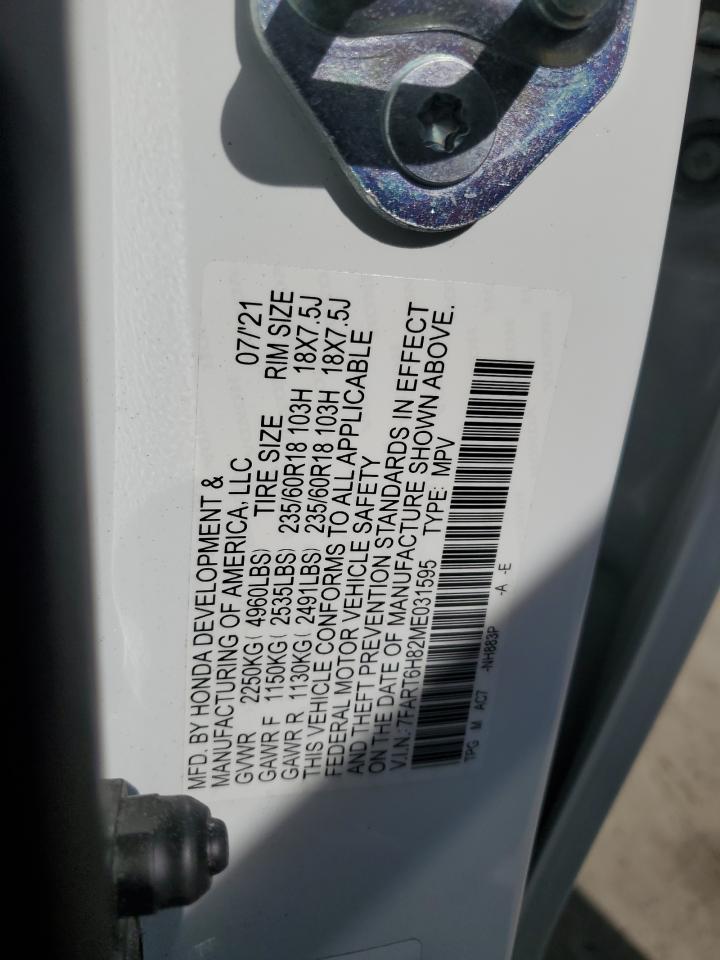 MFD. BY HONDA DEVELOPMENT &
MANUFACTURING OF AMERICA, LLC 07/'21
GVWR 2250KG( 4960LBS) TIRE SIZE RIM SIZE
GAWR F 1150KG( 2535LBS) 235/60R18 103H 18X7.5J
GAWR R 1130KG( 2491LBS) 235/60R18 103H 18X7.5J
THIS VEHICLE CONFORMS TO ALL APPLICABLE
FEDERAL MOTOR VEHICLE SAFETY
AND THEFT PREVENTION STANDARDS IN EFFECT
ON THE DATE OF MANUFACTURE SHOWN ABOVE.
V.I.N.: 7FART6H82ME031595 TYPE: MPV
TPG M AC7 -NH883P -A -E